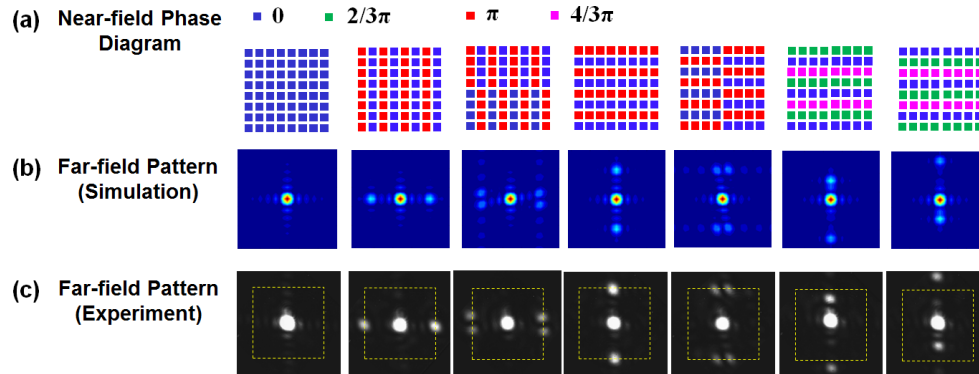 (a) Near-field Phase Diagram
0 2/3π π 4/3π
(b) Far-field Pattern
(Simulation)
(c) Far-field Pattern
(Experiment)